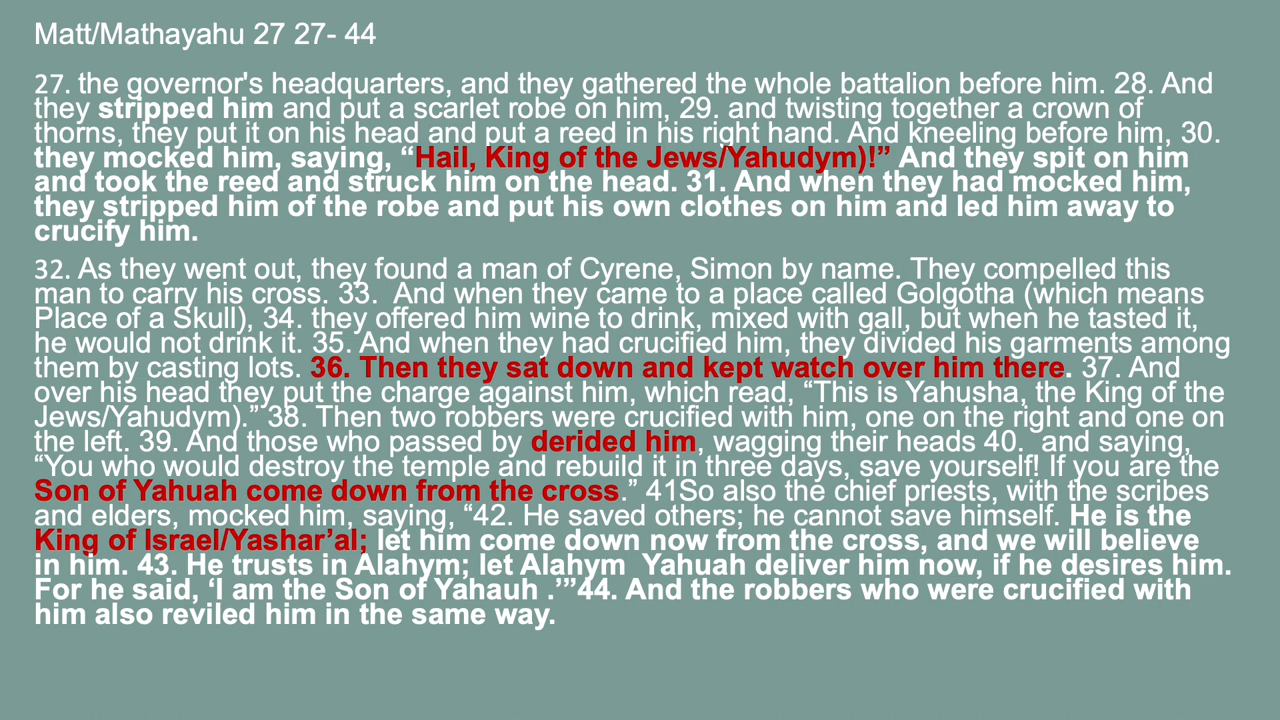 Matt/Mathayahu 27 27- 44
27. the governor's headquarters, and they gathered the whole battalion before him. 28. And
they stripped him and put a scarlet robe on him, 29. and twisting together a crown of
thorns, they put it on his head and put a reed in his right hand. And kneeling before him, 30.
they mocked him, saying, “Hail, King of the Jews/Yahudym)!” And they spit on him
and took the reed and struck him on the head. 31. And when they had mocked him,
they stripped him of the robe and put his own clothes on him and led him away to
crucify him.
32. As they went out, they found a man of Cyrene, Simon by name. They compelled this
man to carry his cross. 33.  And when they came to a place called Golgotha (which means
Place of a Skull), 34. they offered him wine to drink, mixed with gall, but when he tasted it,
he would not drink it. 35. And when they had crucified him, they divided his garments among
them by casting lots. 36. Then they sat down and kept watch over him there. 37. And
over his head they put the charge against him, which read, “This is Yahusha, the King of the
Jews/Yahudym).” 38. Then two robbers were crucified with him, one on the right and one on
the left. 39. And those who passed by derided him, wagging their heads 40.  and saying,
“You who would destroy the temple and rebuild it in three days, save yourself! If you are the
Son of Yahuah come down from the cross.” 41So also the chief priests, with the scribes
and elders, mocked him, saying, “42. He saved others; he cannot save himself. He is the
King of Israel/Yashar’al; let him come down now from the cross, and we will believe
in him. 43. He trusts in Alahym; let Alahym  Yahuah deliver him now, if he desires him.
For he said, ‘I am the Son of Yahauh .’”44. And the robbers who were crucified with
him also reviled him in the same way.